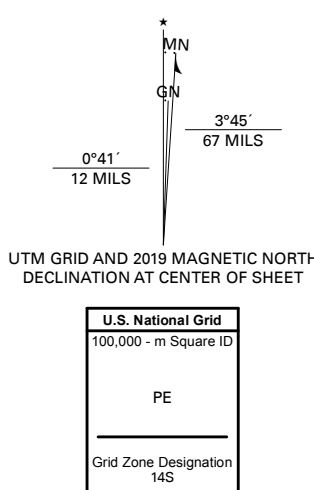 ★
MN
GN
3°45´
67 MILS
0°41´
12 MILS
UTM GRID AND 2019 MAGNETIC NORTH
DECLINATION AT CENTER OF SHEET
U.S. National Grid
100,000 - m Square ID
PE
Grid Zone Designation
14S